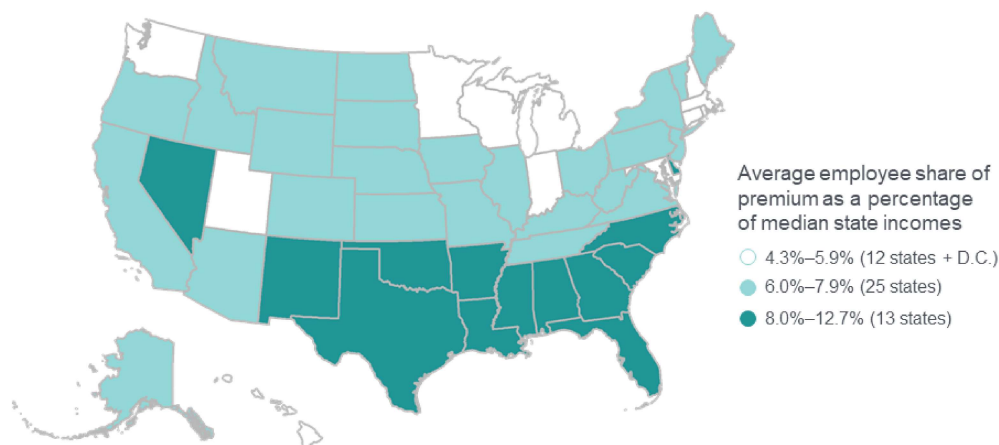 Average employee share of
premium as a percentage
of median state incomes
4.3%–5.9% (12 states + D.C.)
6.0%–7.9% (25 states)
8.0%–12.7% (13 states)